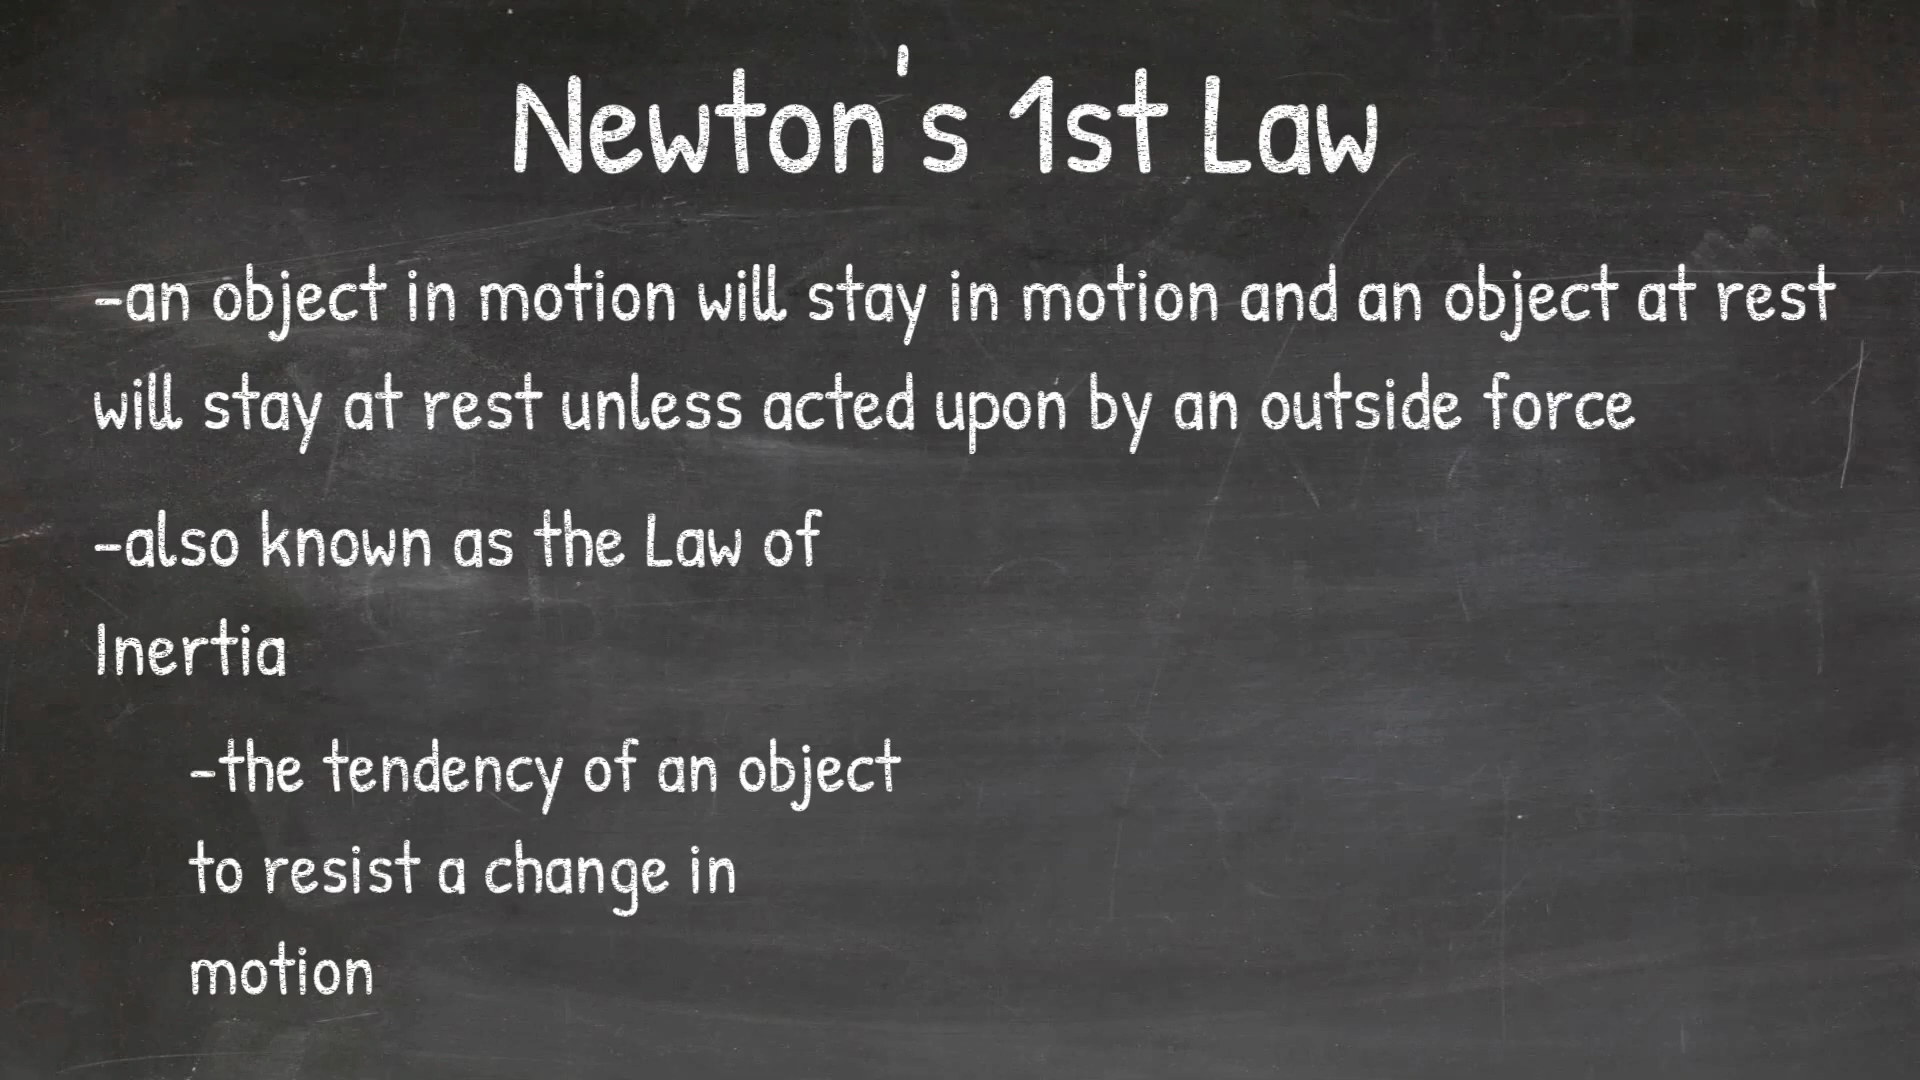 Newton's 1st Law
-an object in motion will stay in motion and an object at rest
will stay at rest unless acted upon by an outside force
-also known as the Law of
Inertia
-the tendency of an object
to resist a change in
motion